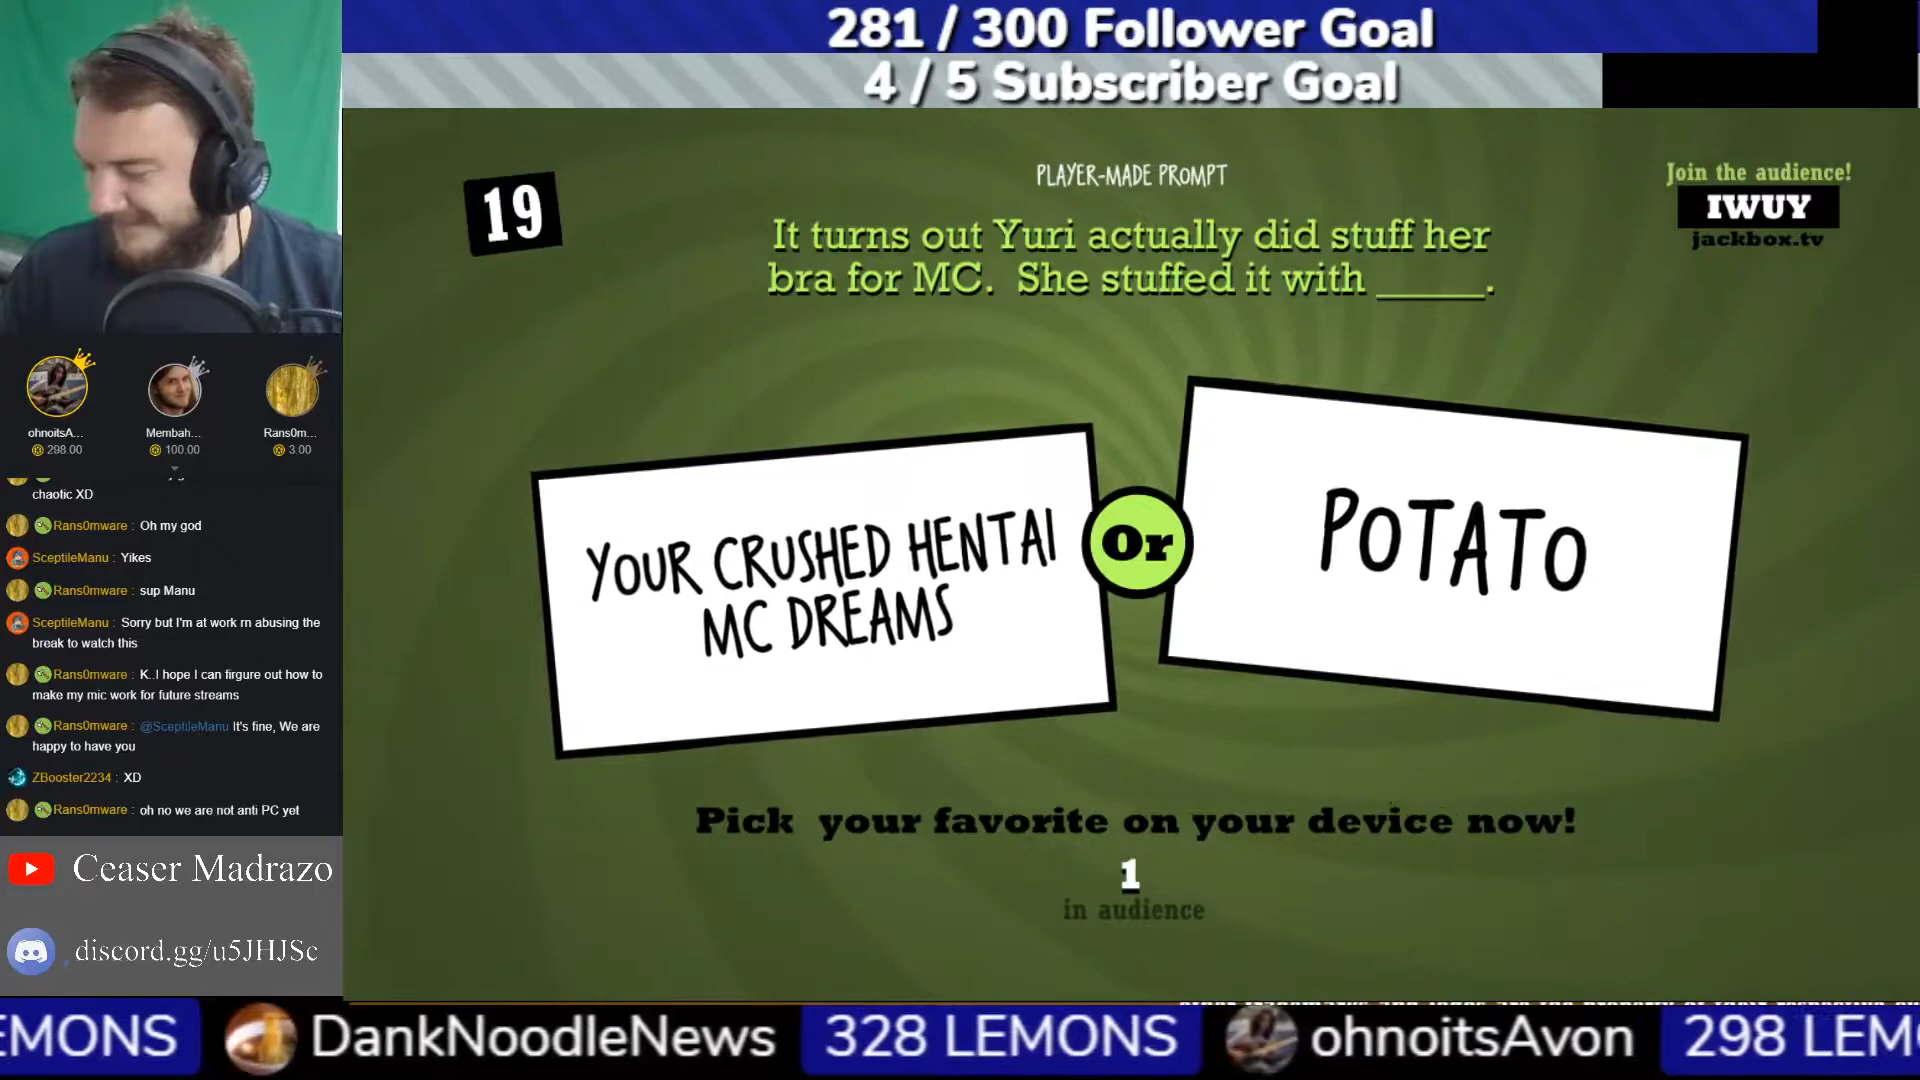 281 / 300 Follower Goal
4 / 5 Subscriber Goal
19
PLAYER-MADE PROMPT
It turns out Yuri actually did stuff her
bra for MC.  She stuffed it with _____.
Join the audience!
IWUY
jackbox.tv
YOUR CRUSHED HENTAI
MC DREAMS
Or
POTATO
Pick your favorite on your device now!
1
in audience
ohnoitsA...
298.00
Membah...
100.00
Rans0m...
3.00
chaotic XD
Rans0mware : Oh my god
SceptileManu : Yikes
Rans0mware : sup Manu
SceptileManu : Sorry but I'm at work rn abusing the
break to watch this
Rans0mware : K..I hope I can firgure out how to
make my mic work for future streams
Rans0mware : @SceptileManu It's fine, We are
happy to have you
ZBooster2234 : XD
Rans0mware : oh no we are not anti PC yet
Ceaser Madrazo
discord.gg/u5JHJSc
EMONS DankNoodleNews 328 LEMONS ohnoitsAvon 298 LEM